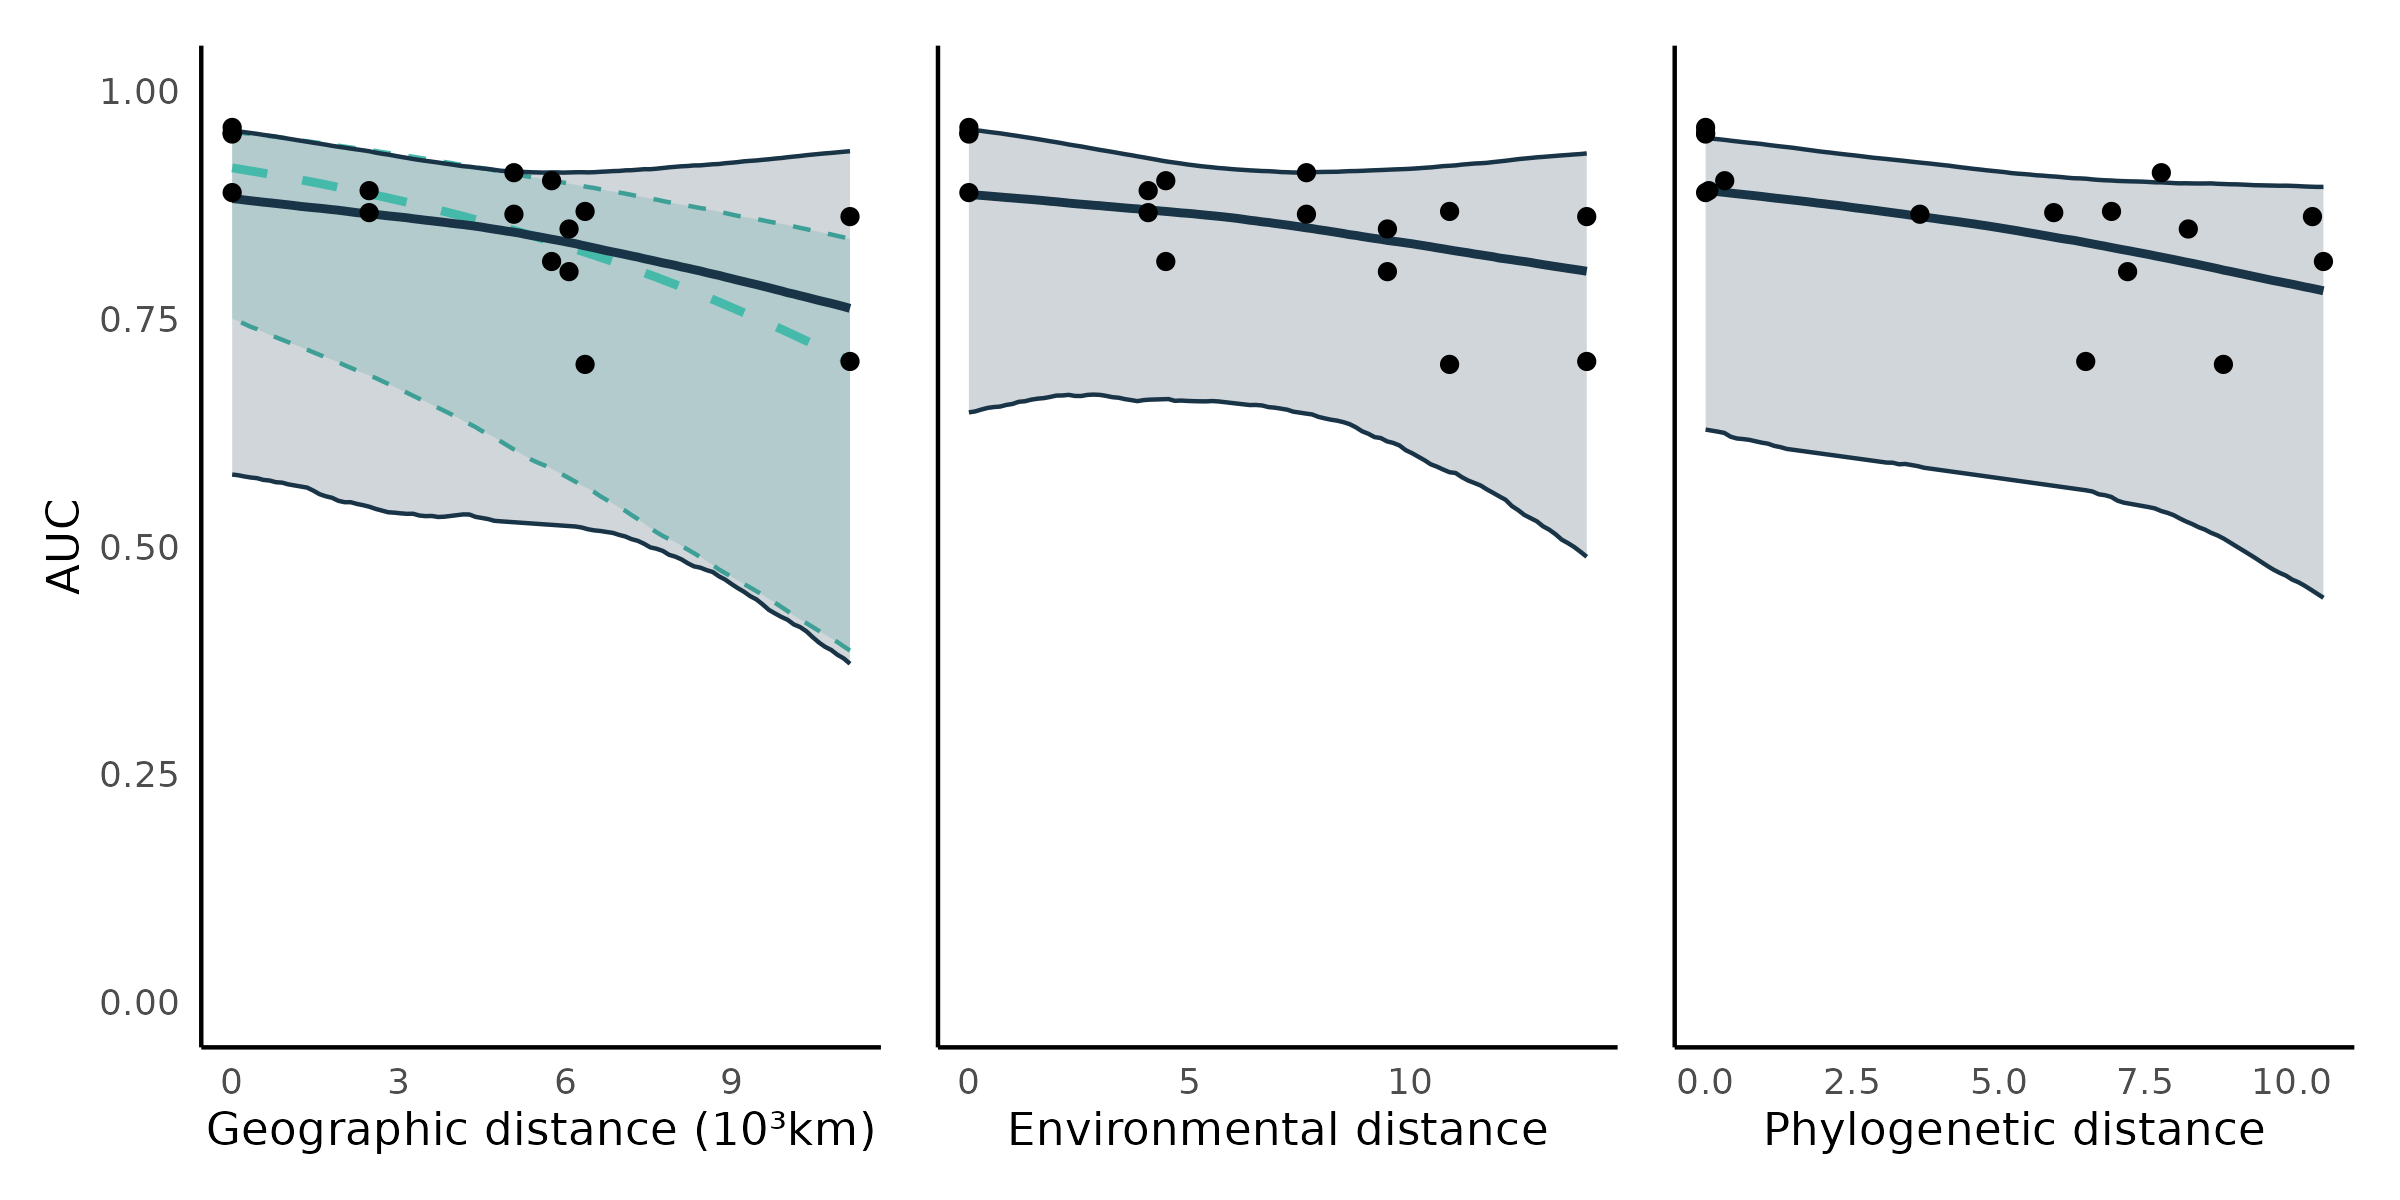 AUC
1.00
0.75
0.50
0.25
0.00
0 3 6 9
Geographic distance (10³km)
0 5 10
Environmental distance
0.0 2.5 5.0 7.5 10.0
Phylogenetic distance